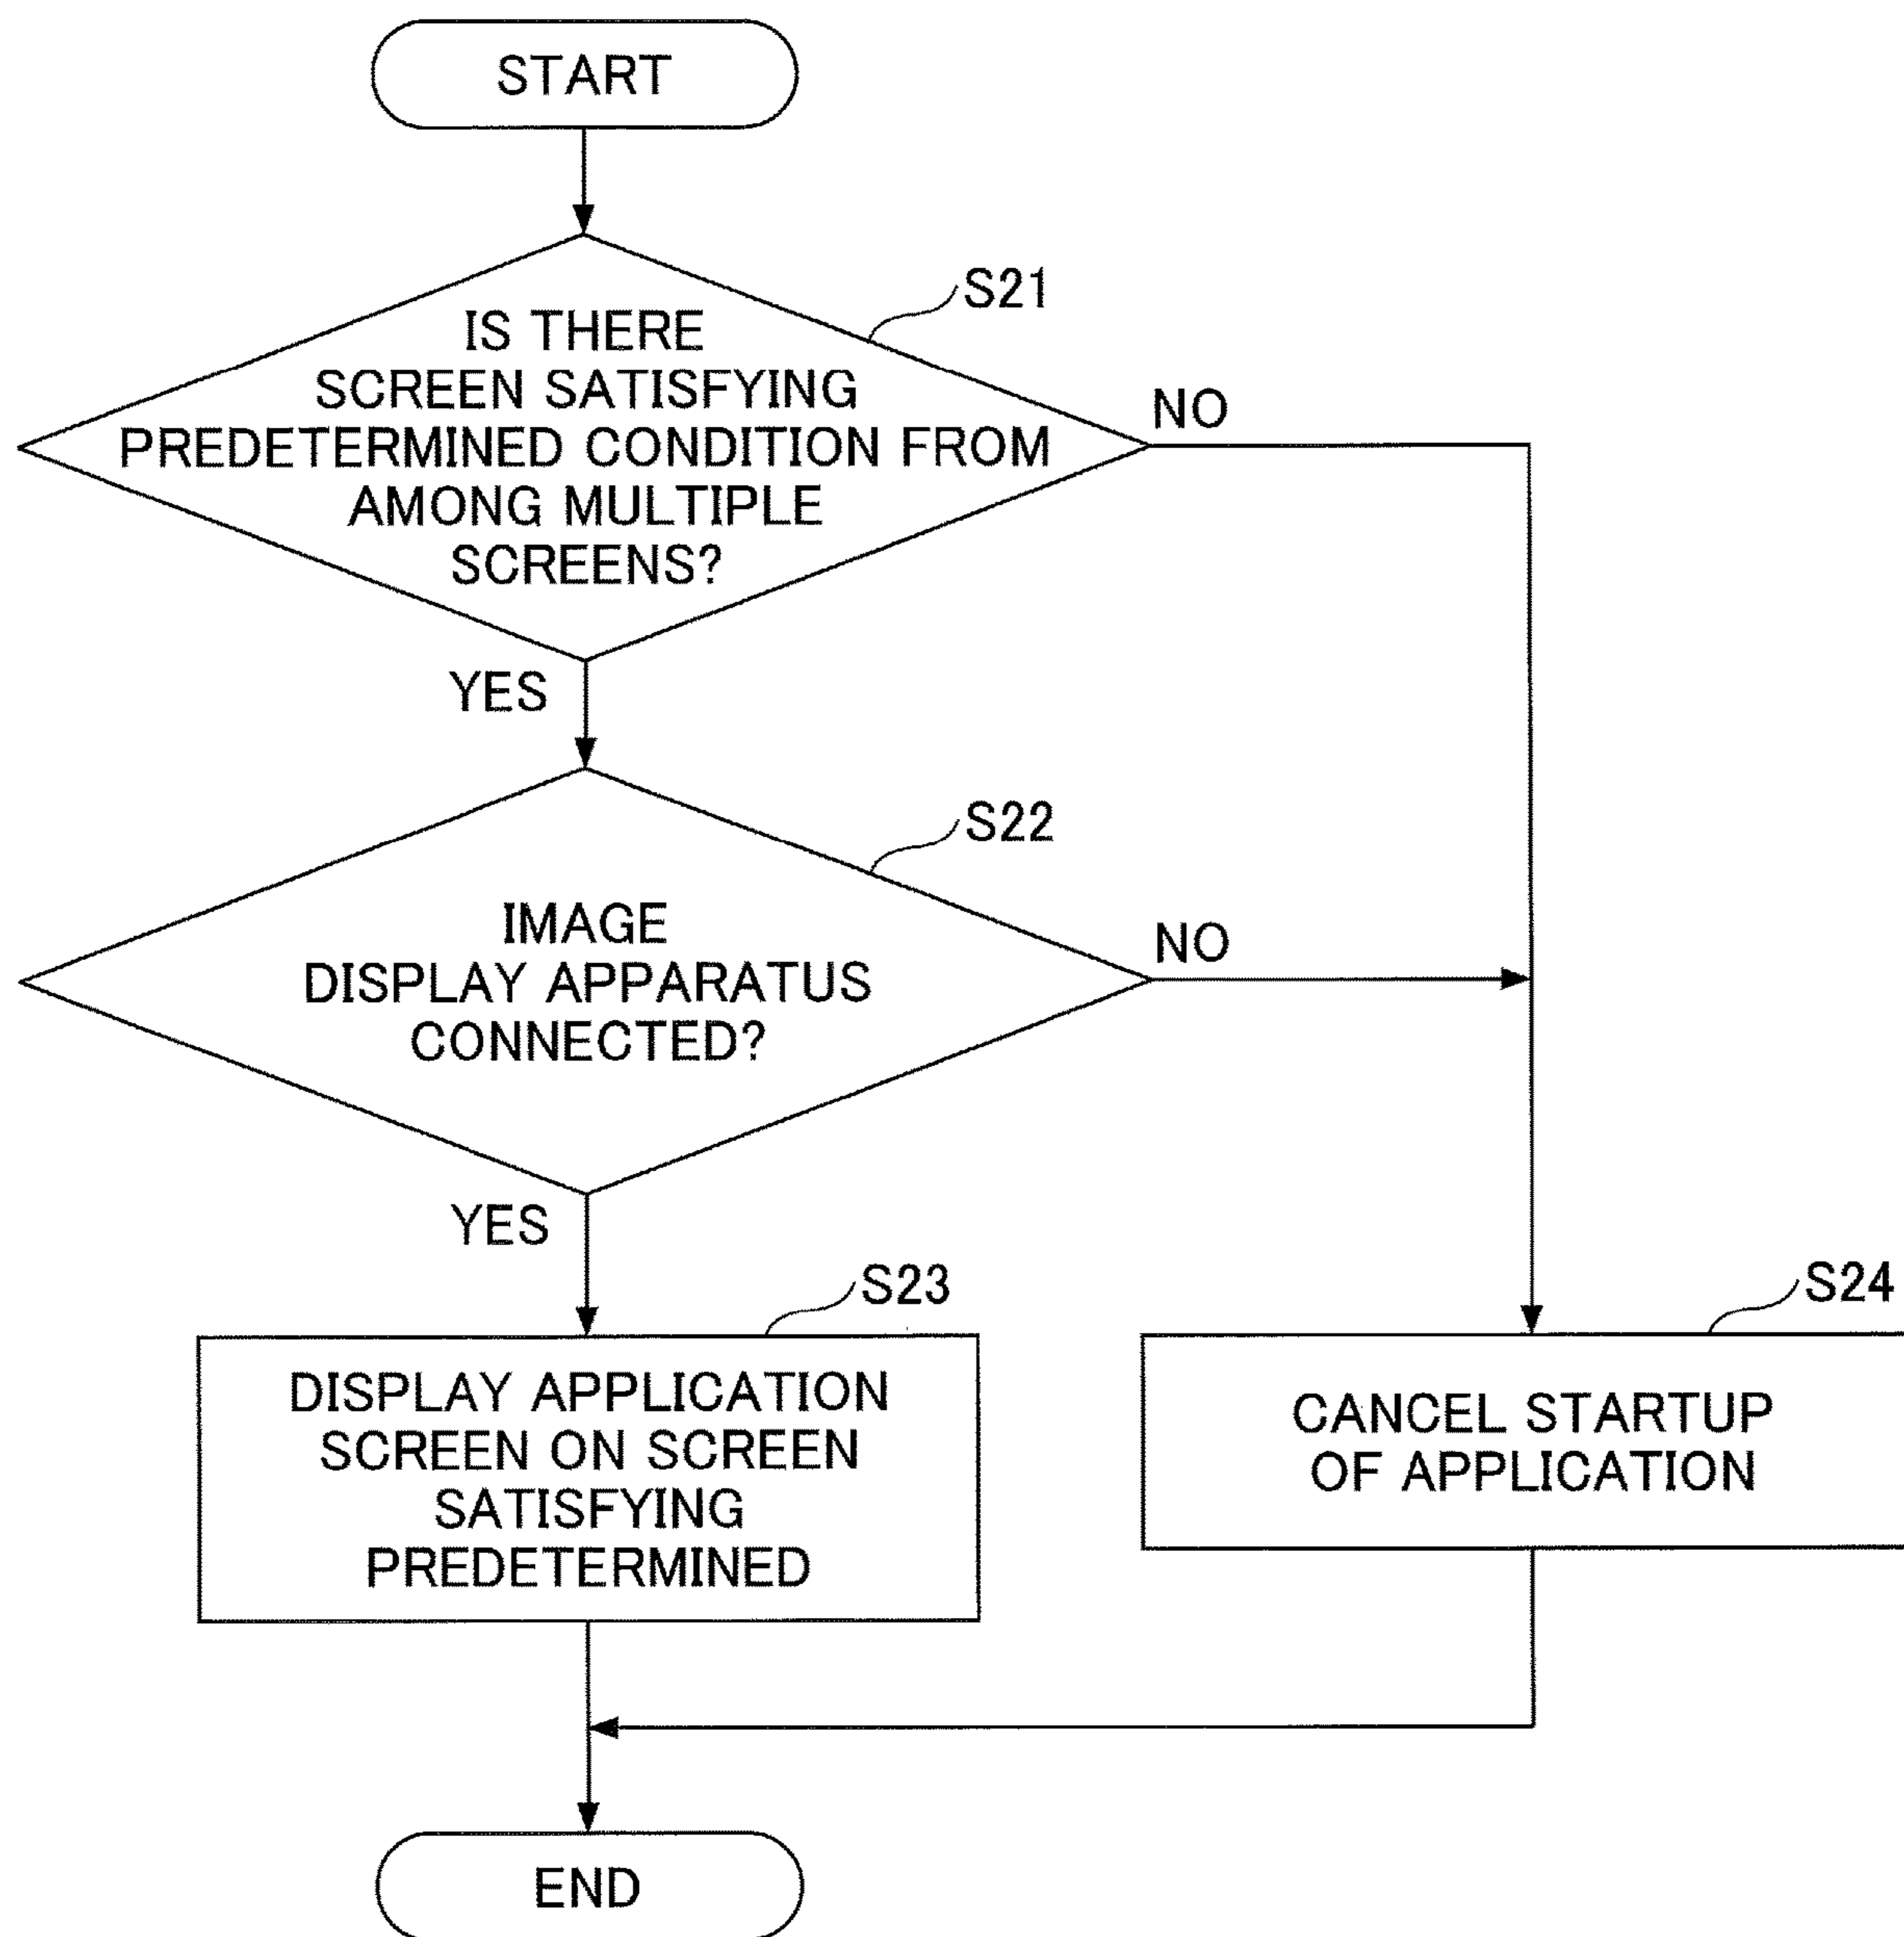 START
S21
IS THERE
SCREEN SATISFYING
PREDETERMINED CONDITION FROM
AMONG MULTIPLE
SCREENS?
NO
YES
S22
IMAGE
DISPLAY APPARATUS
CONNECTED?
NO
YES
S23
DISPLAY APPLICATION
SCREEN ON SCREEN
SATISFYING
PREDETERMINED
S24
CANCEL STARTUP
OF APPLICATION
END